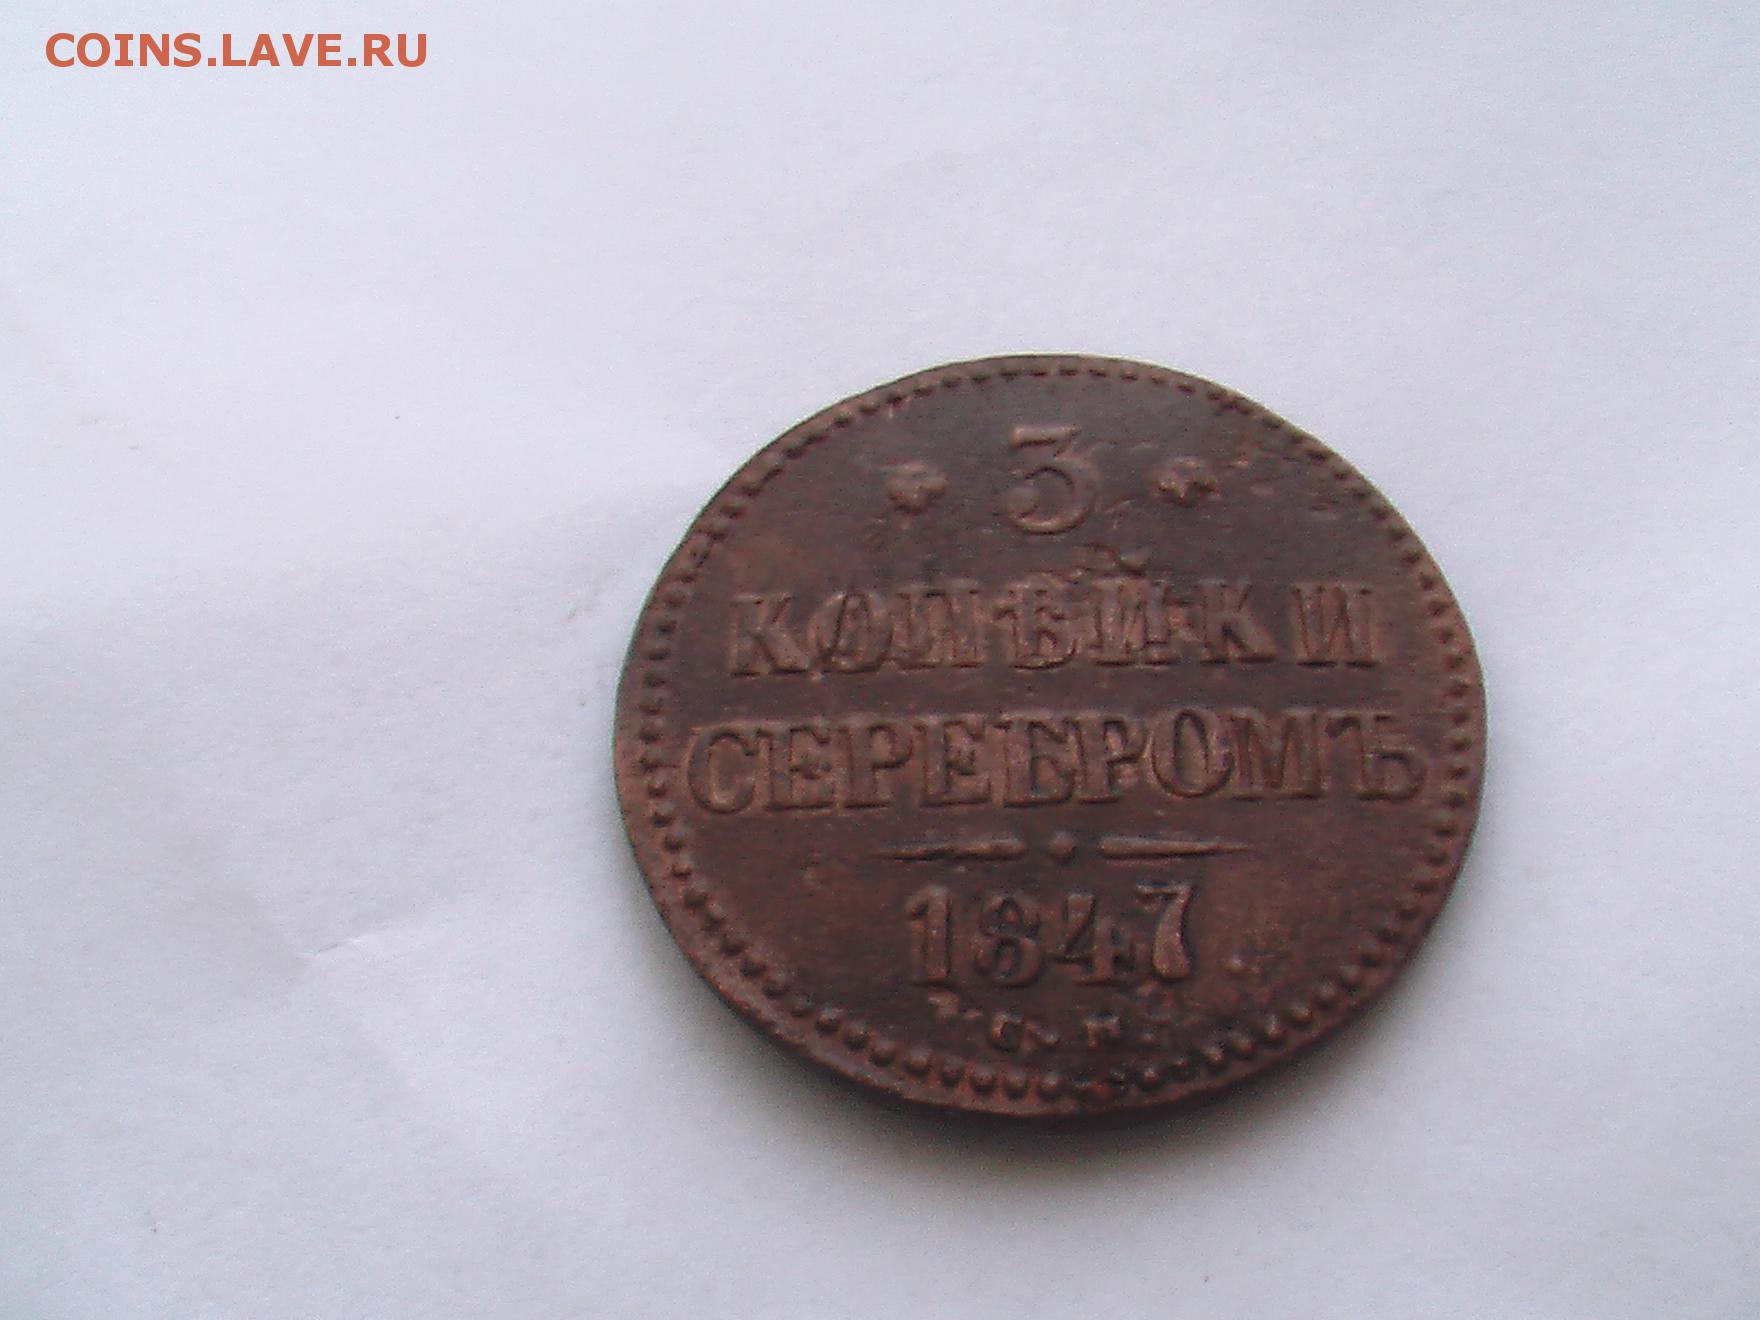 COINS.LAVE.RU
3
КОПѢЙКИ
СЕРЕБРОМЪ
1847
С. М.